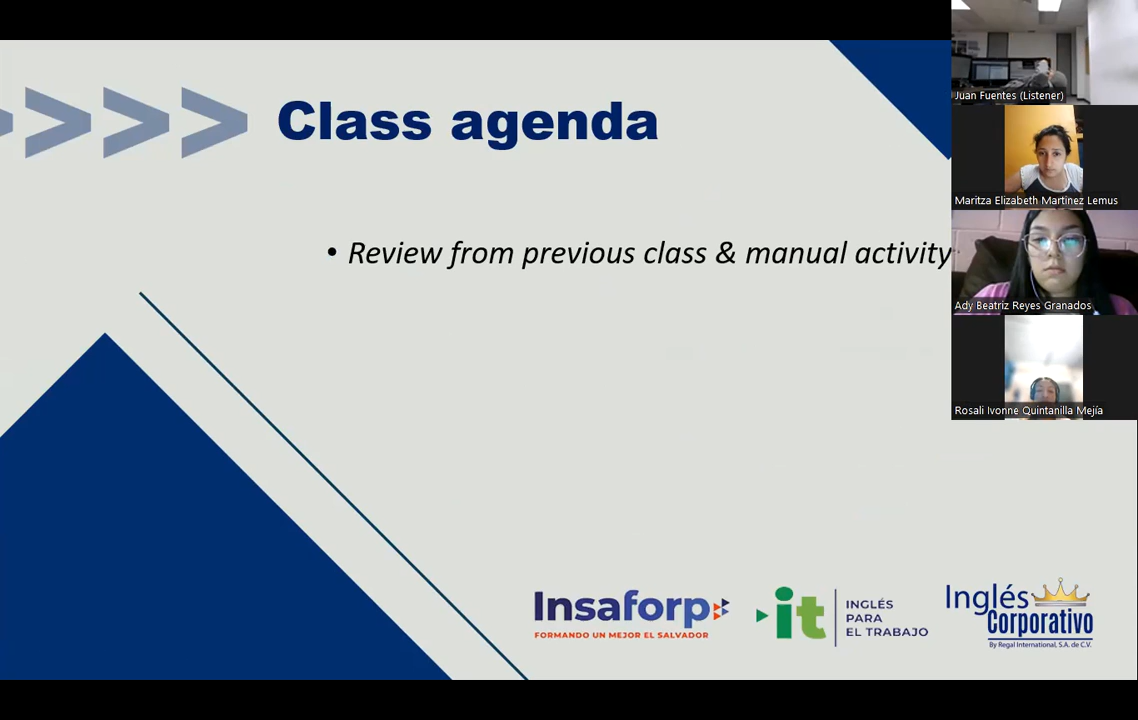 Class agenda
• Review from previous class & manual activity
Juan Fuentes (Listener)
Maritza Elizabeth Martinez Lemus
Ady Beatriz Reyes Granados
Rosali Ivonne Quintanilla Mejía
Insaforp
FORMANDO UN MEJOR EL SALVADOR
it
INGLÉS
PARA
EL TRABAJO
Inglés
Corporativo
By Regal International, S.A. de C.V.